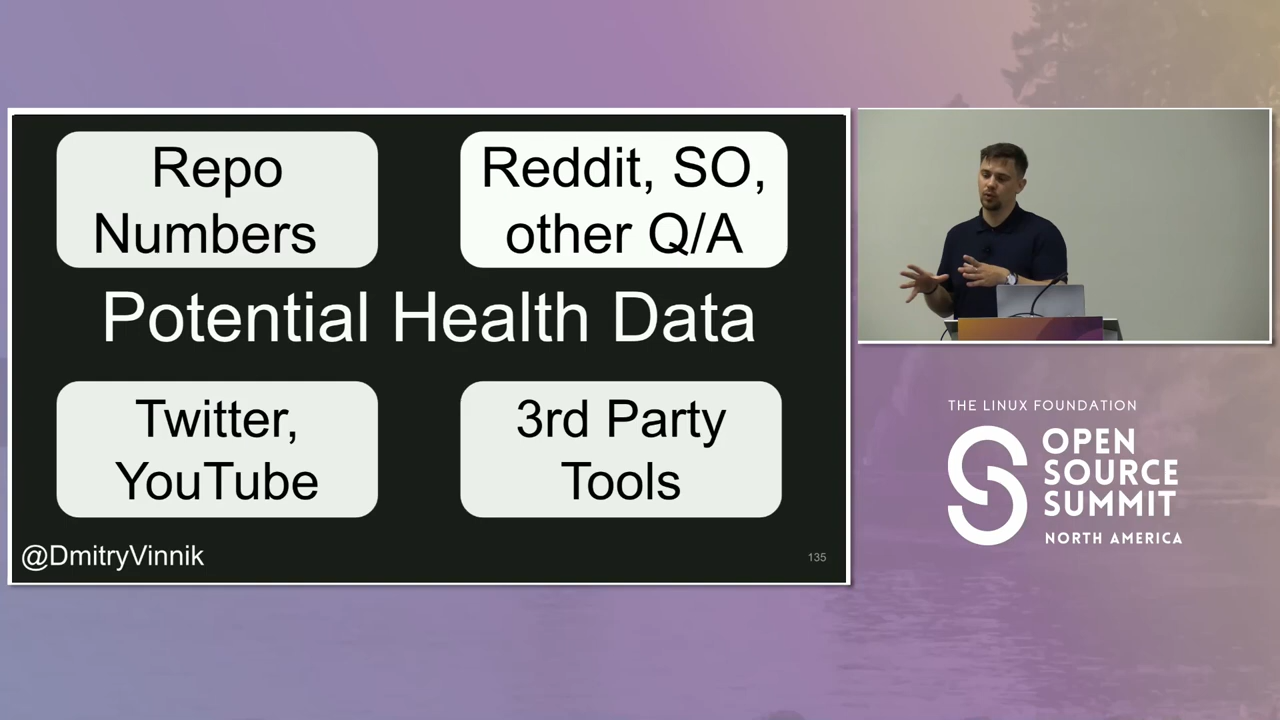 Repo
Numbers
Reddit, SO,
other Q/A
Potential Health Data
Twitter,
YouTube
3rd Party
Tools
@DmitryVinnik
135
THE LINUX FOUNDATION
OPEN
SOURCE
SUMMIT
NORTH AMERICA